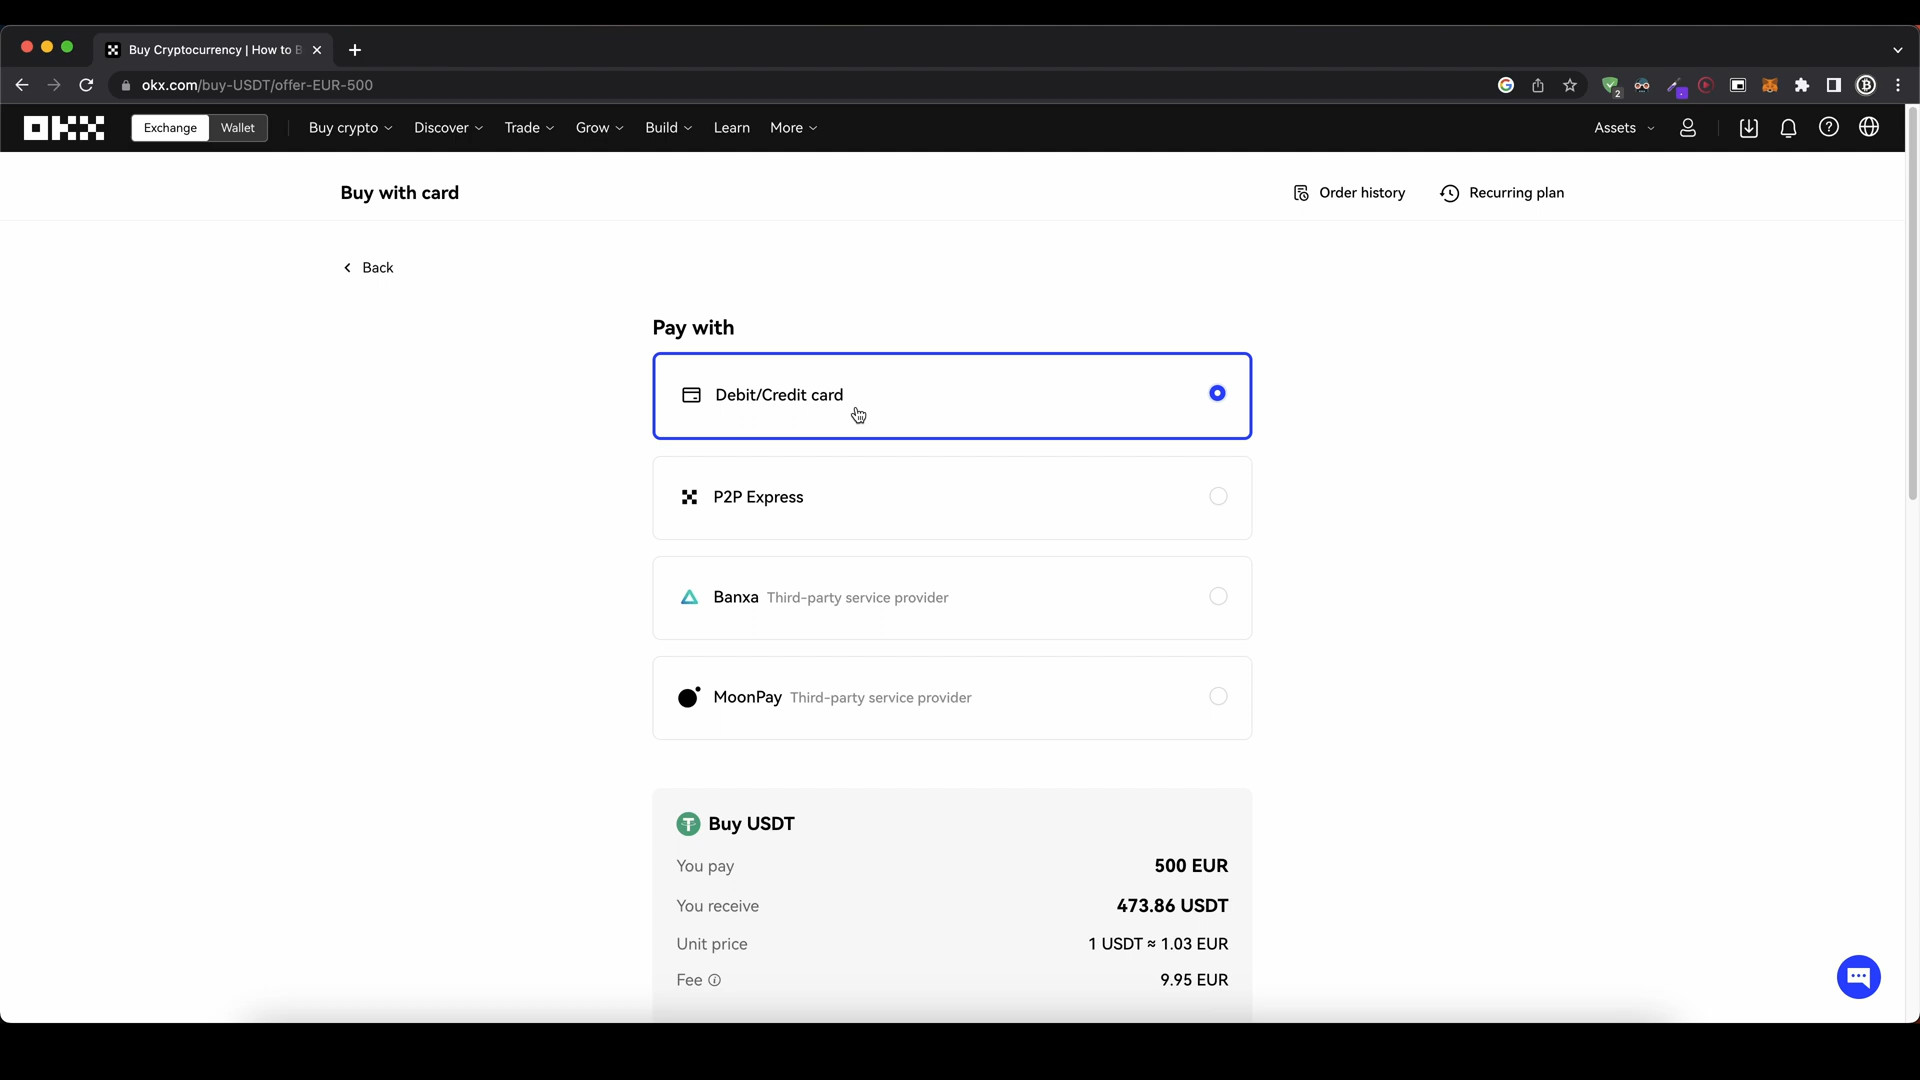 Buy Cryptocurrency | How to B
okx.com/buy-USDT/offer-EUR-500
2
OKX Exchange Wallet Buy crypto Discover Trade Grow Build Learn More Assets
Buy with card Order history Recurring plan
Back
Pay with
Debit/Credit card
P2P Express
Banxa Third-party service provider
MoonPay Third-party service provider
Buy USDT
You pay 500 EUR
You receive 473.86 USDT
Unit price 1 USDT ≈ 1.03 EUR
Fee 9.95 EUR